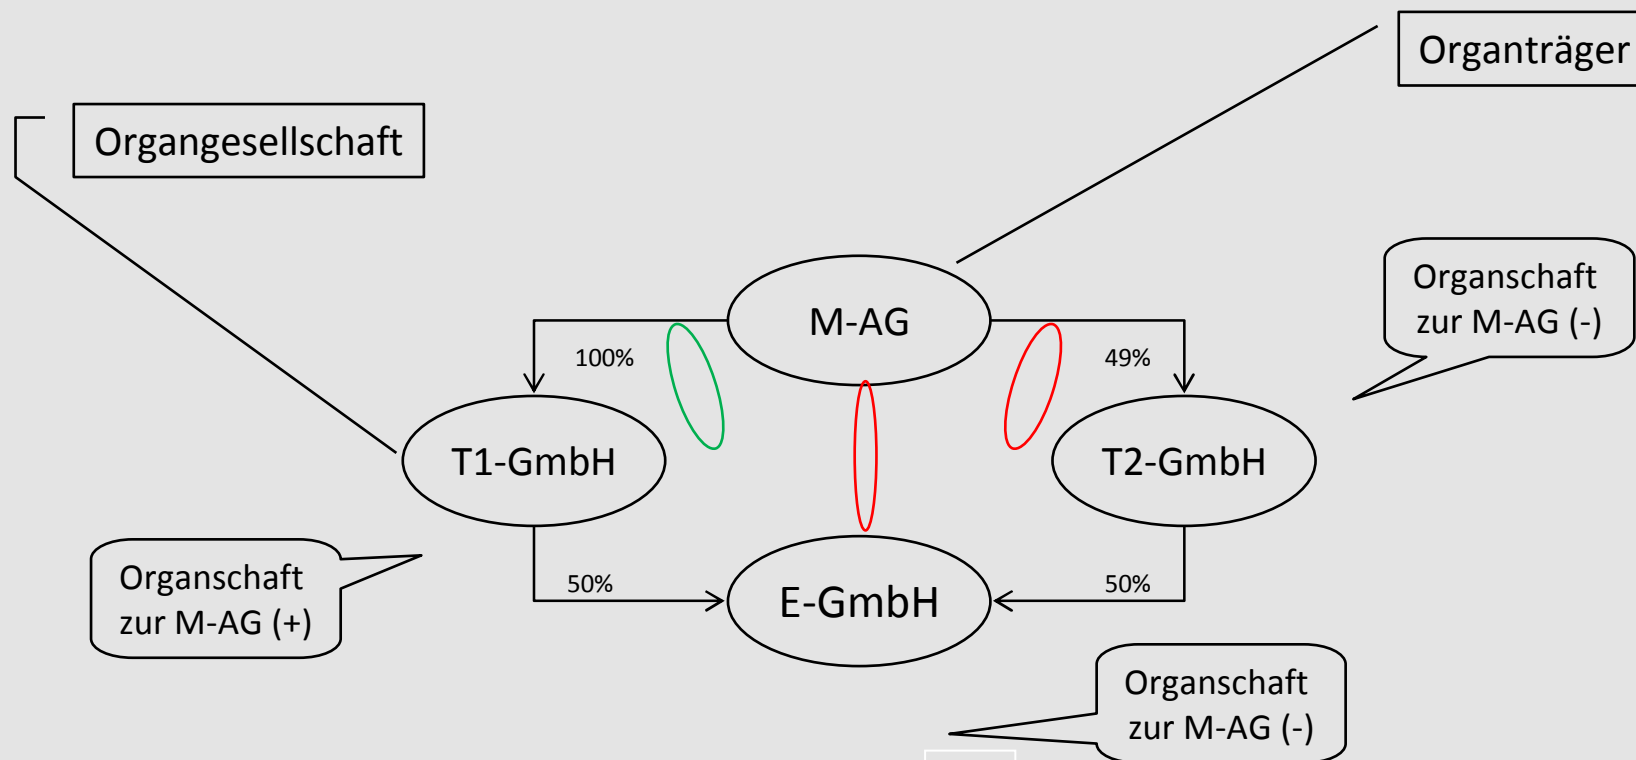 Organträger
Organgesellschaft
Organschaft
zur M-AG (-)
M-AG
100%
49%
T1-GmbH
T2-GmbH
Organschaft
zur M-AG (+)
50%
E-GmbH
50%
Organschaft
zur M-AG (-)